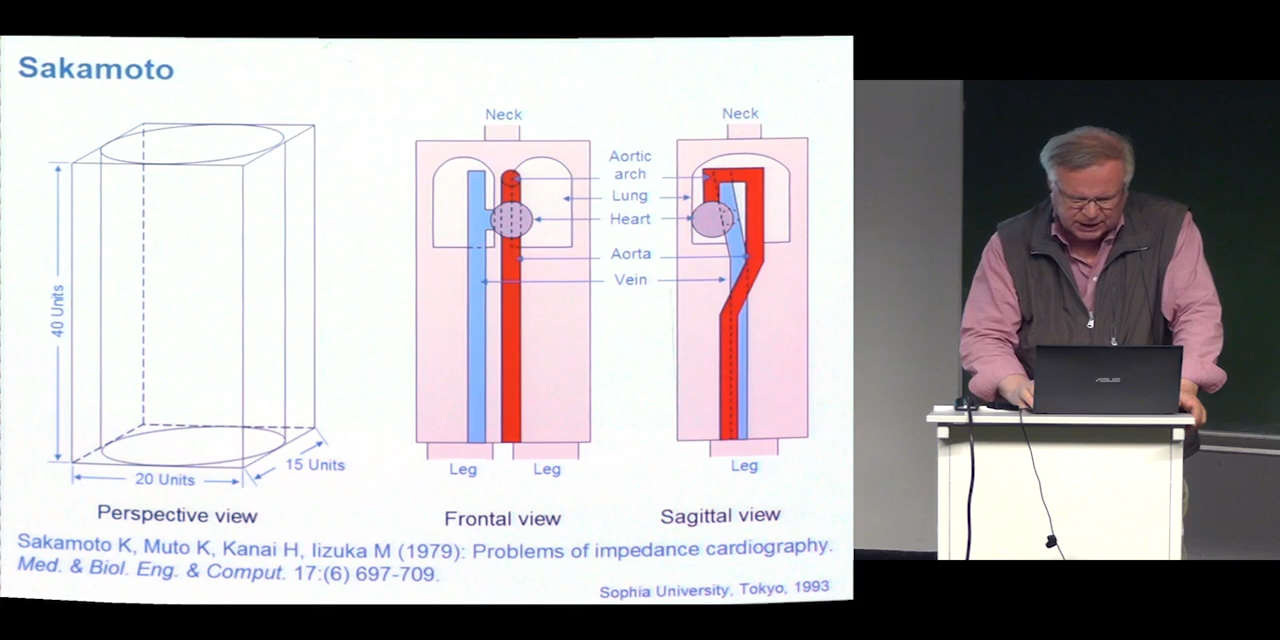 Sakamoto
Neck
Neck
Aortic
arch
Lung
Heart
Aorta
Vein
40 Units
20 Units
15 Units
Leg
Leg
Leg
Perspective view
Frontal view
Sagittal view
Sakamoto K, Muto K, Kanai H, Iizuka M (1979): Problems of impedance cardiography.
Med. & Biol. Eng. & Comput. 17:(6) 697-709.
Sophia University, Tokyo, 1993
ASUS